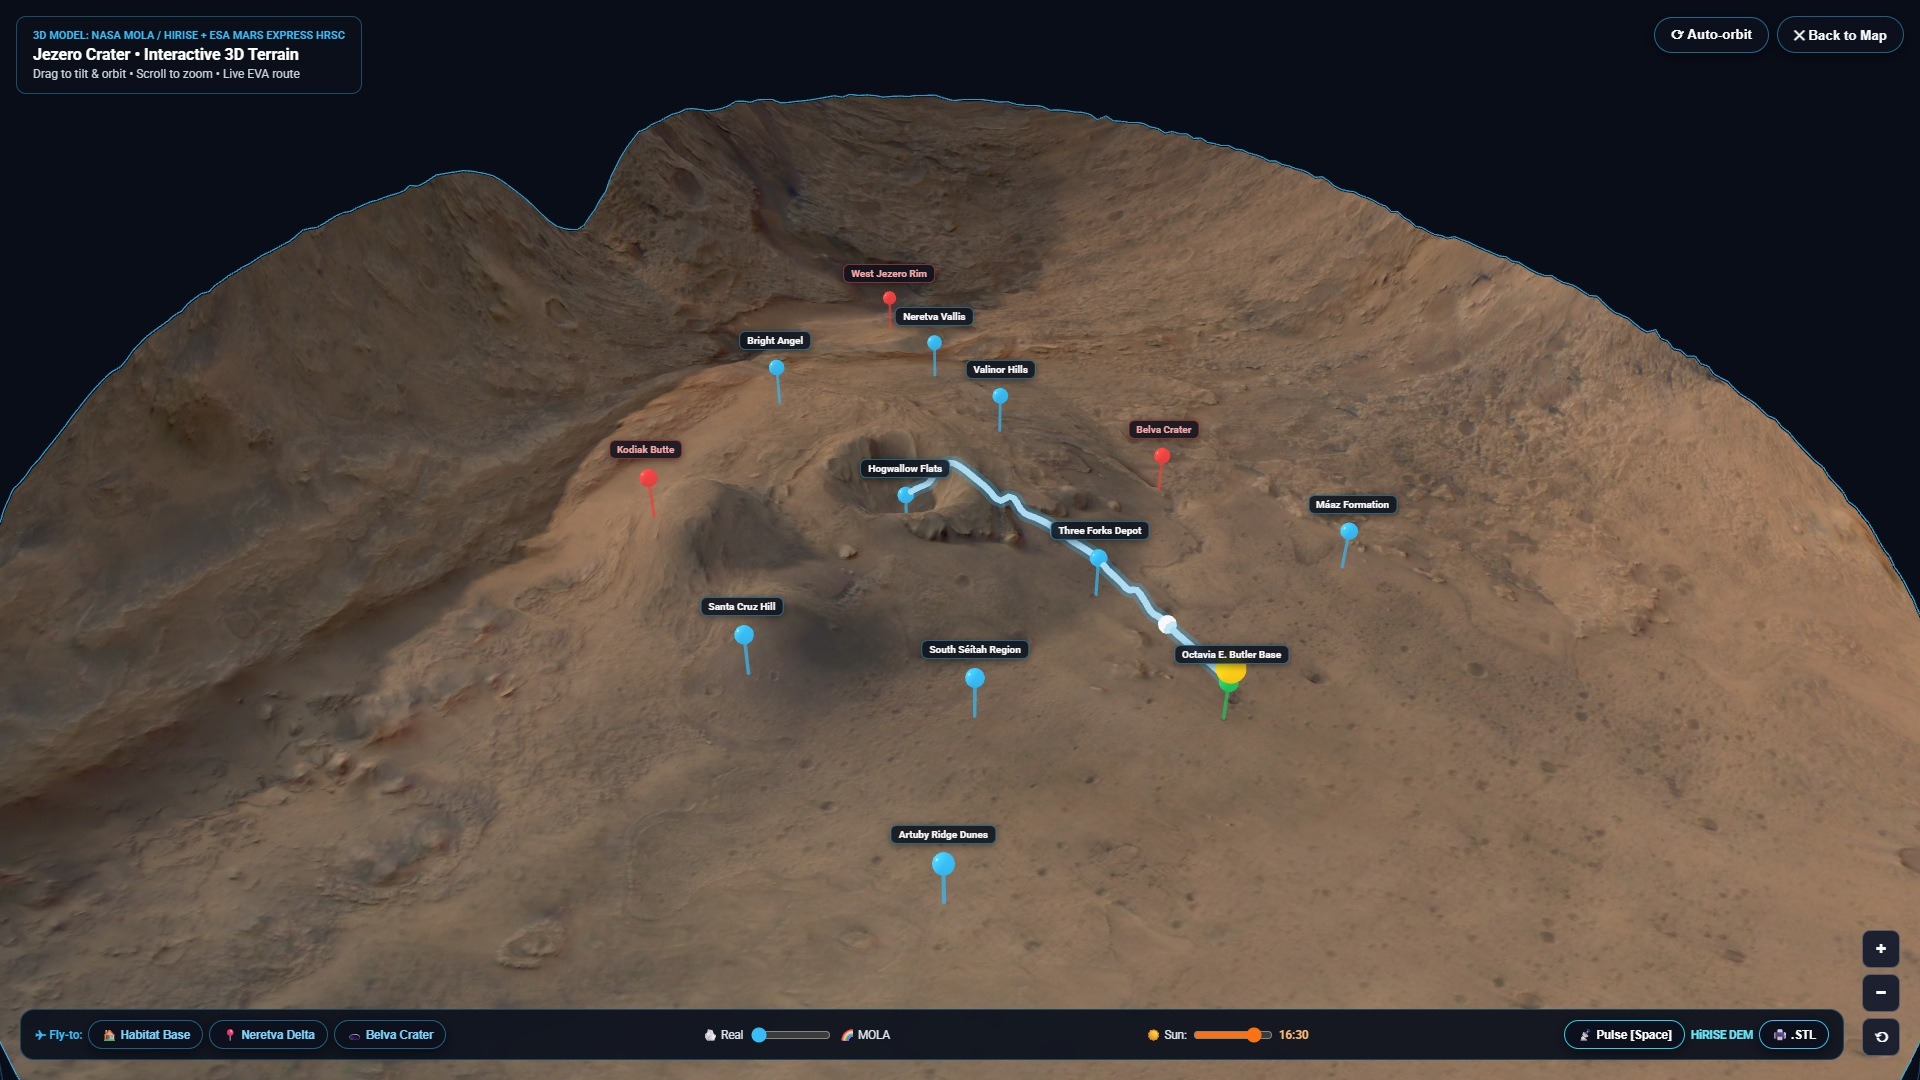 3D MODEL: NASA MOLA / HIRISE + ESA MARS EXPRESS HRSC
Jezero Crater • Interactive 3D Terrain
Drag to tilt & orbit • Scroll to zoom • Live EVA route
Auto-orbit
Back to Map
West Jezero Rim
Neretva Vallis
Bright Angel
Valinor Hills
Belva Crater
Kodiak Butte
Hogwallow Flats
Máaz Formation
Three Forks Depot
Santa Cruz Hill
South Séítah Region
Octavia E. Butler Base
Artuby Ridge Dunes
Fly-to:
Habitat Base
Neretva Delta
Belva Crater
Real
MOLA
Sun:
16:30
Pulse [Space]
HiRISE DEM
.STL